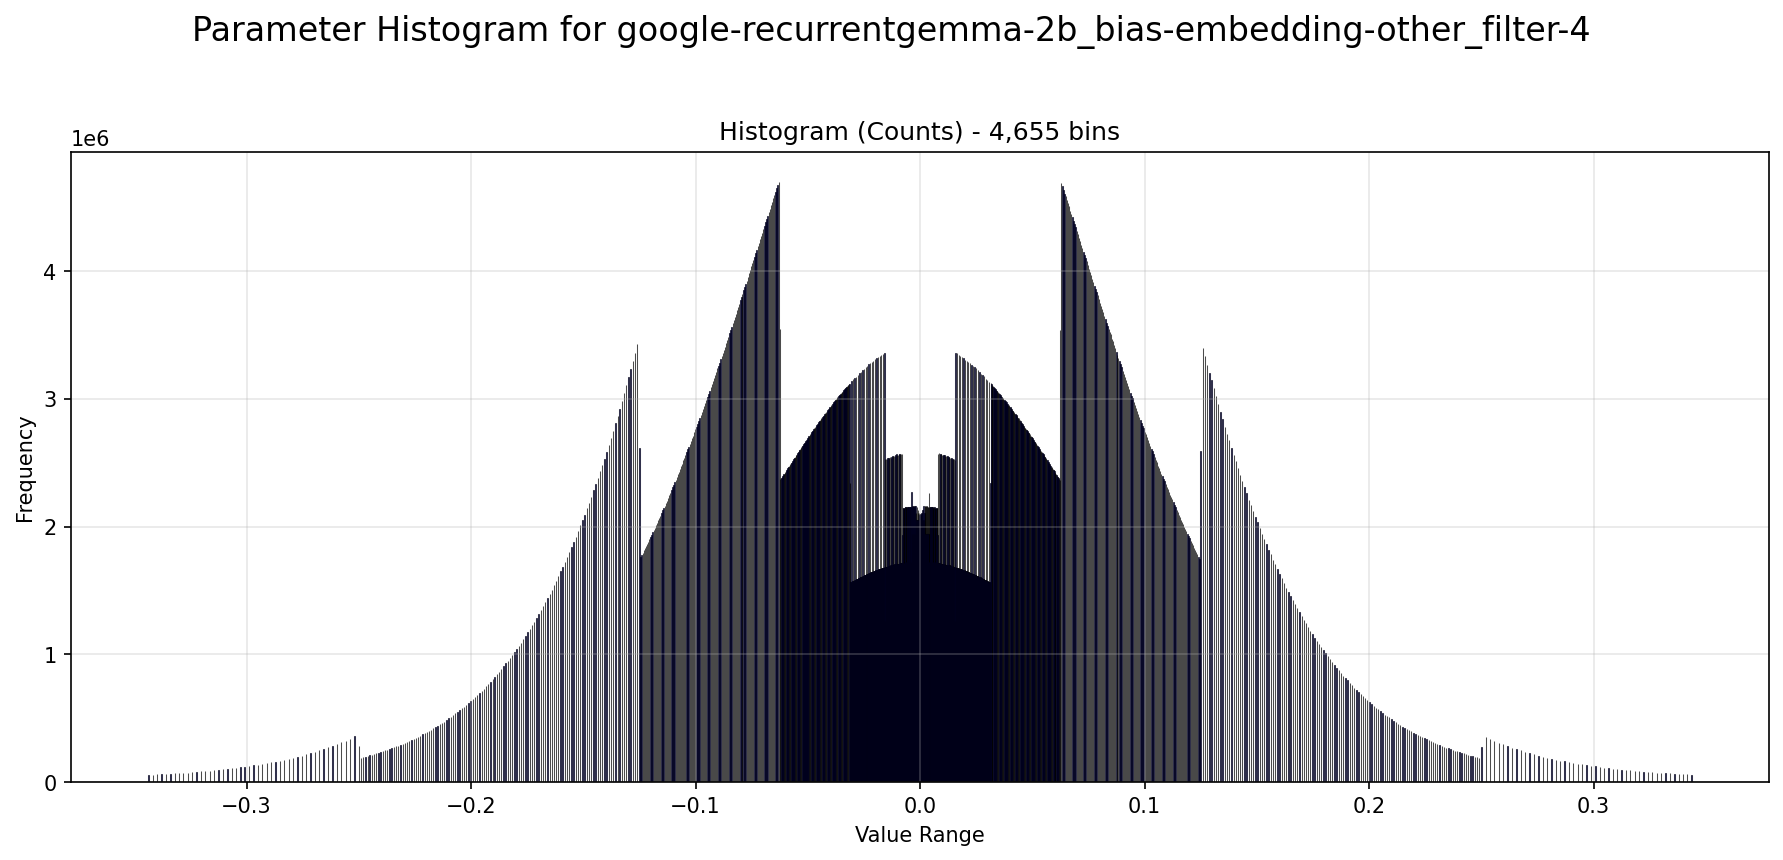 Parameter Histogram for google-recurrentgemma-2b_bias-embedding-other_filter-4
Histogram (Counts) - 4,655 bins
1e6
Frequency
4
3
2
1
0
−0.3
−0.2
−0.1
0.0
0.1
0.2
0.3
Value Range